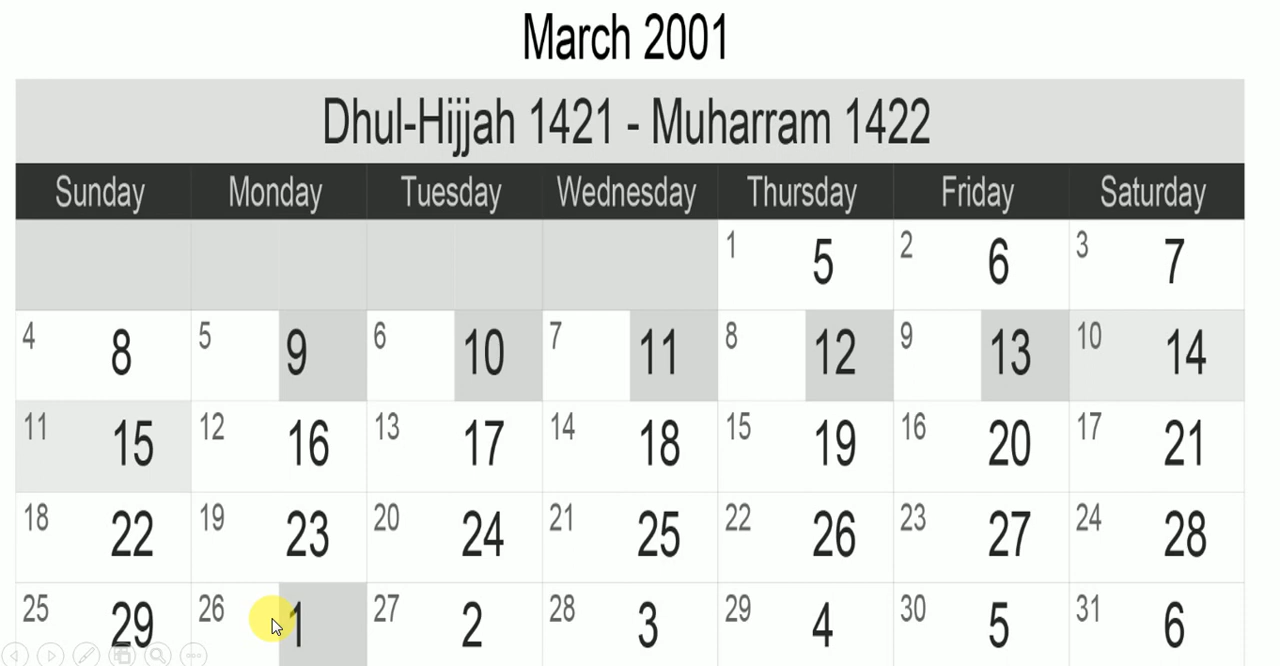 March 2001
Dhul-Hijjah 1421 - Muharram 1422
Sunday Monday Tuesday Wednesday Thursday Friday Saturday
1 5 2 6 3 7
4 8 5 9 6 10 7 11 8 12 9 13 10 14
11 15 12 16 13 17 14 18 15 19 16 20 17 21
18 22 19 23 20 24 21 25 22 26 23 27 24 28
25 29 26 1 27 2 28 3 29 4 30 5 31 6